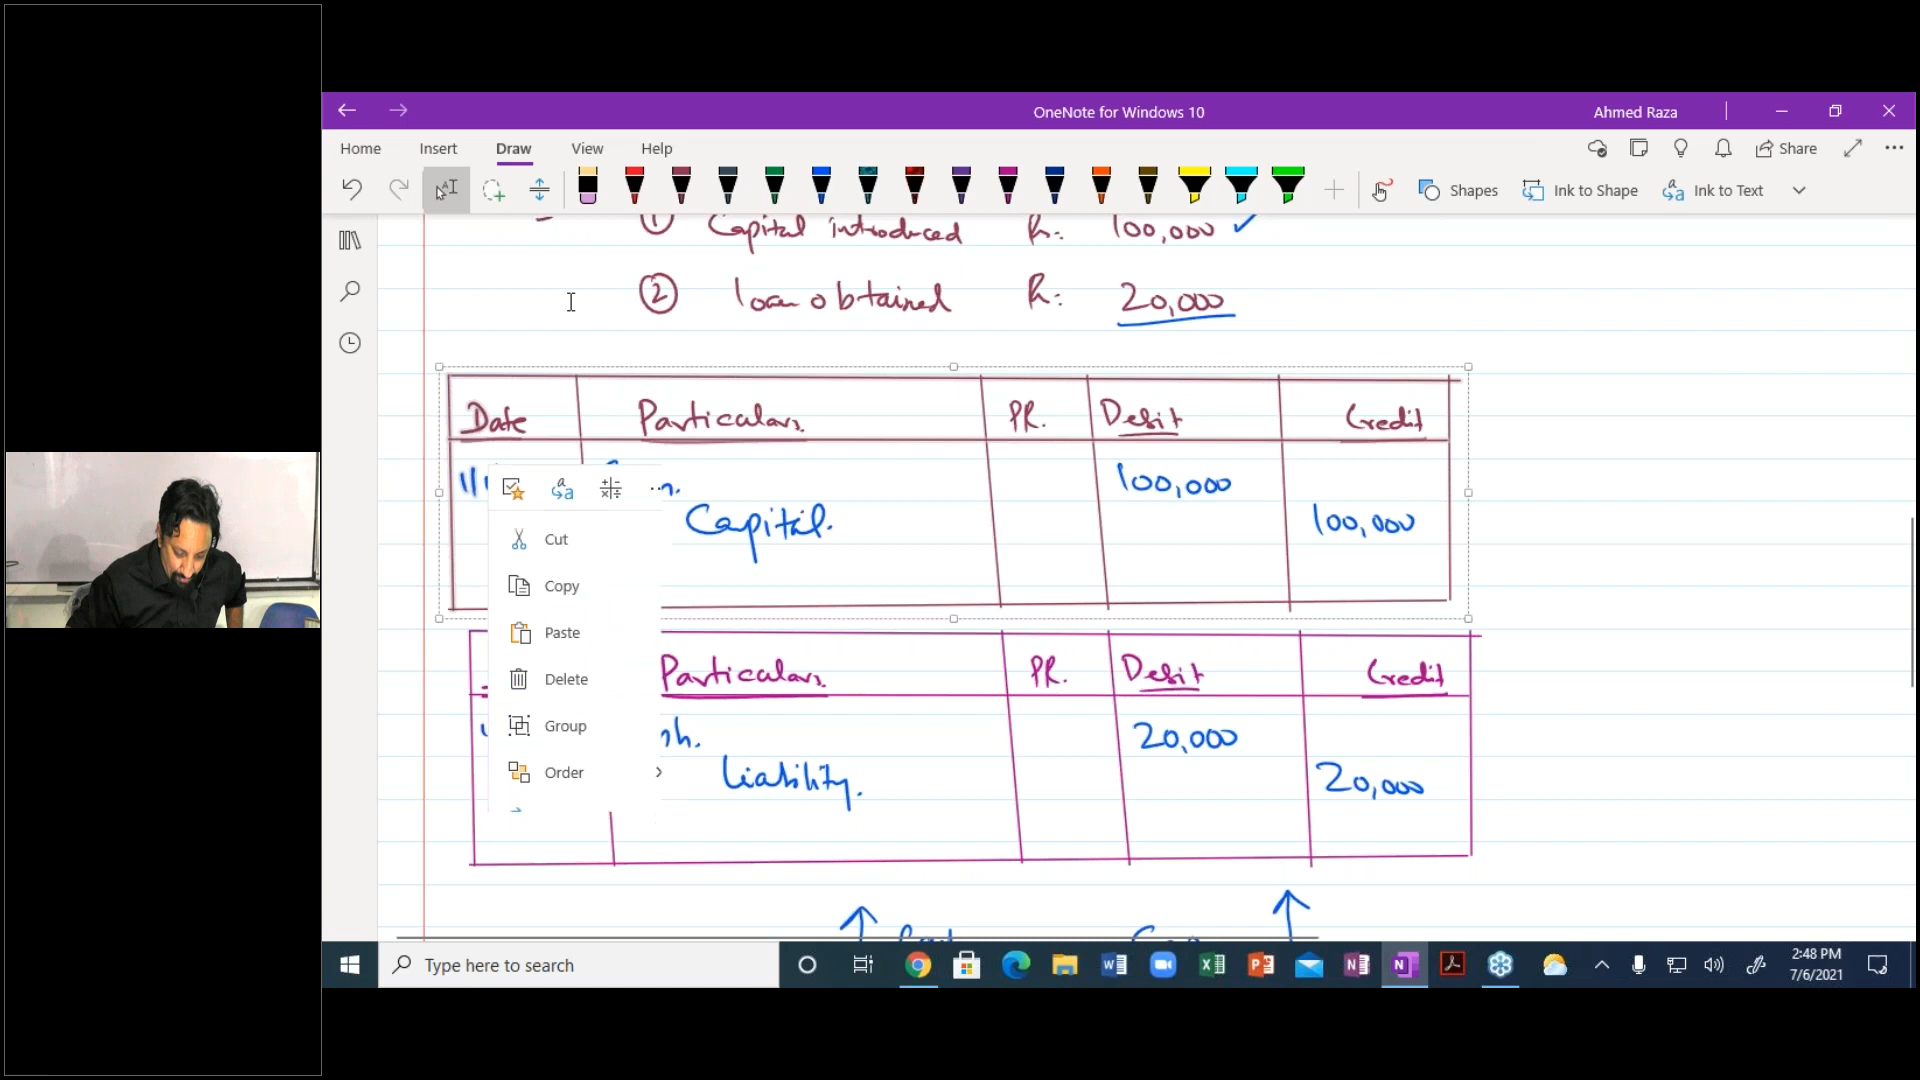 OneNote for Windows 10
Ahmed Raza
Home Insert Draw View Help
Share
Shapes Ink to Shape Ink to Text
① Capital introduced R: 100,000 ✓
② loan obtained R: 20,000
Date Particulars. PR. Debit Credit
100,000
Capital. 100,000
Cut
Copy
Paste
Delete
Group
Order
Particulars. PR. Debit Credit
20,000
liability. 20,000
Type here to search
2:48 PM
7/6/2021